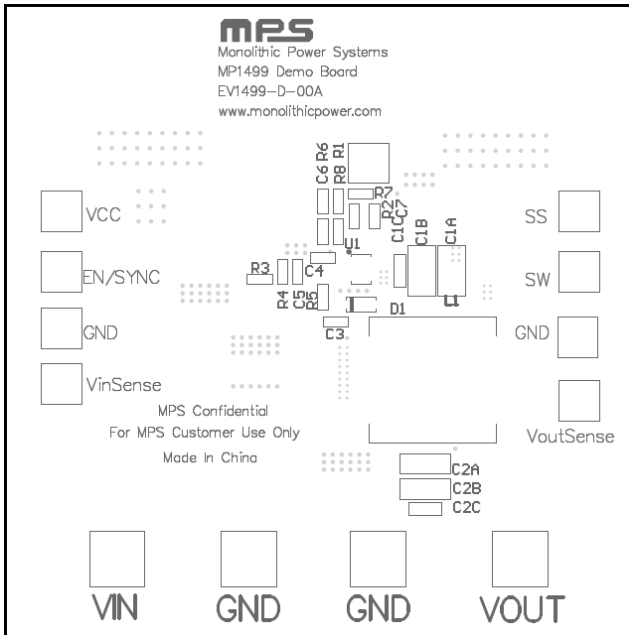 mps
Monolithic Power Systems
MP1499 Demo Board
EV1499-D-00A
www.monolithicpower.com
C6
R6
R8
R1
R7
R2
C7
C1C
C1B
C1A
VCC
SS
U1
EN/SYNC
R3
R4
C5
C4
R5
SW
L1
D1
C3
GND
GND
VinSense
VoutSense
MPS Confidential
For MPS Customer Use Only
Made In China
C2A
C2B
C2C
VIN
GND
GND
VOUT